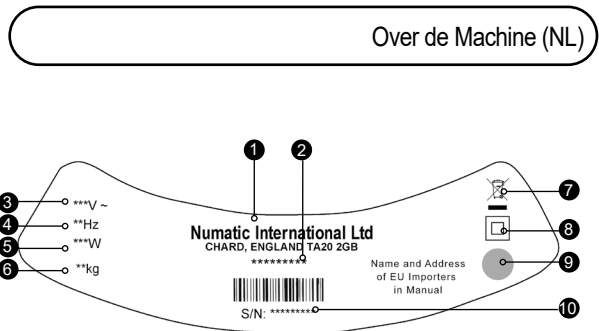 Over de Machine (NL)
1
2
3 ***V ~
4 **Hz
5 ***W
6 **kg
Numatic International Ltd
CHARD, ENGLAND TA20 2GB
*********
S/N: *********
Name and Address
of EU Importers
in Manual
7
8
9
10